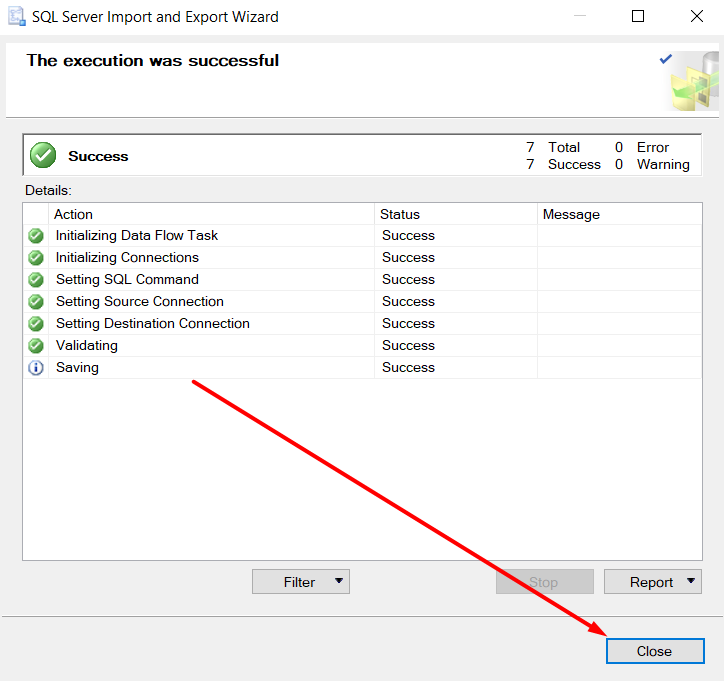 SQL Server Import and Export Wizard
The execution was successful
Success
7 Total 0 Error
7 Success 0 Warning
Details:
Action Status Message
Initializing Data Flow Task Success
Initializing Connections Success
Setting SQL Command Success
Setting Source Connection Success
Setting Destination Connection Success
Validating Success
Saving Success
Filter Stop Report
Close